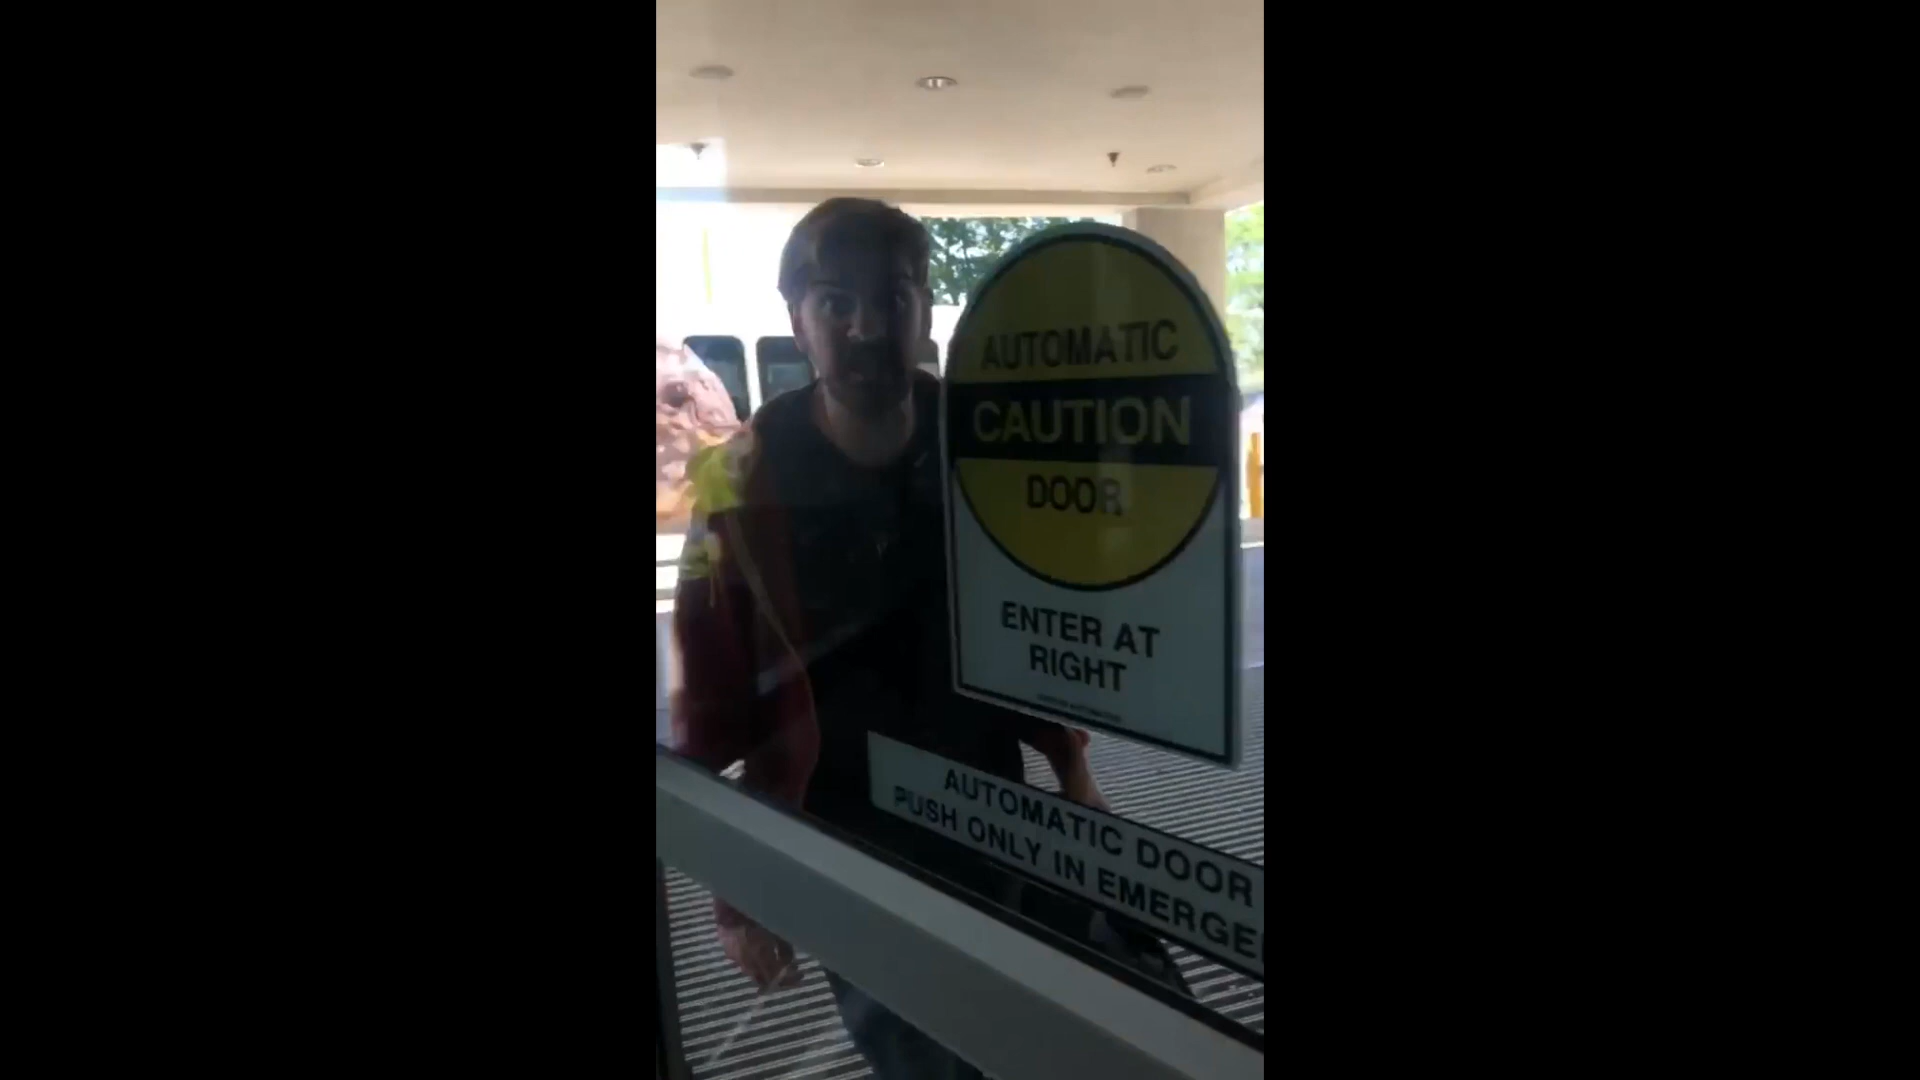 AUTOMATIC
CAUTION
DOOR
ENTER AT
RIGHT
AUTOMATIC DOOR
PUSH ONLY IN